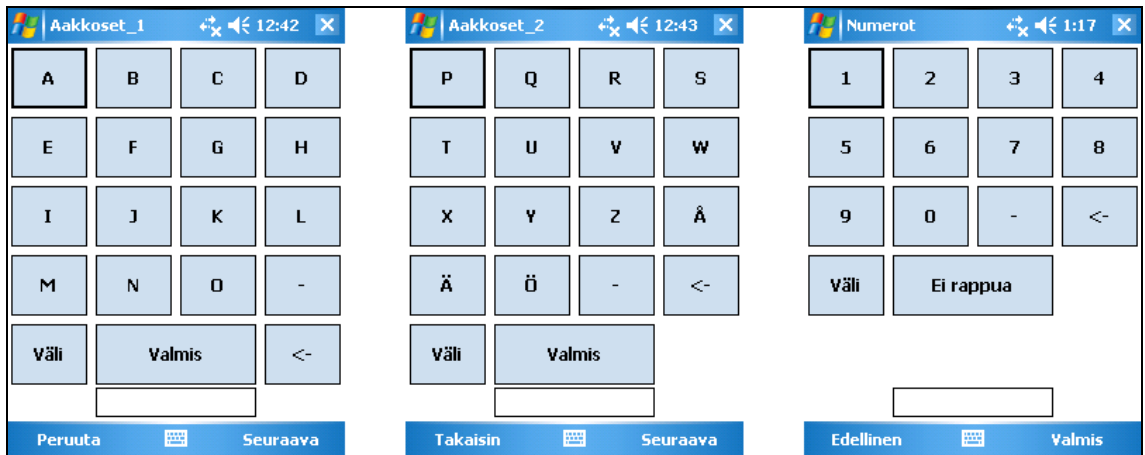 Aakkoset_1 12:42
A B C D
E F G H
I J K L
M N O -
Väli Valmis <-
Peruuta Seuraava
Aakkoset_2 12:43
P Q R S
T U V W
X Y Z Å
Ä Ö - <-
Väli Valmis
Takaisin Seuraava
Numerot 1:17
1 2 3 4
5 6 7 8
9 0 - <-
Väli Ei rappua
Edellinen Valmis